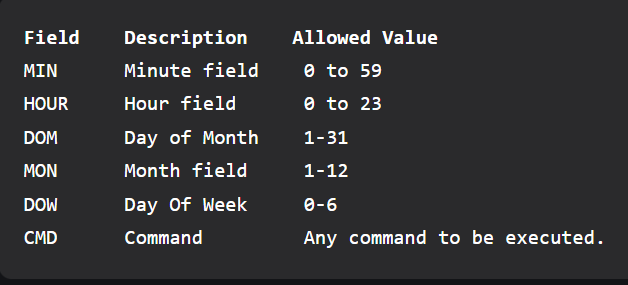 Field Description Allowed Value
MIN Minute field 0 to 59
HOUR Hour field 0 to 23
DOM Day of Month 1-31
MON Month field 1-12
DOW Day Of Week 0-6
CMD Command Any command to be executed.